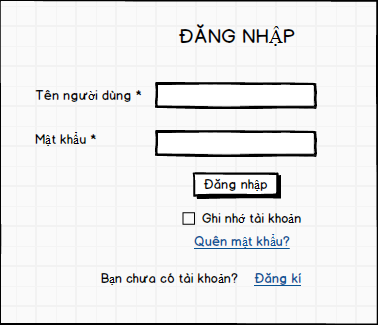 ĐĂNG NHẬP
Tên người dùng *
Mật khẩu *
Đăng nhập
Ghi nhớ tài khoản
Quên mật khẩu?
Bạn chưa có tài khoản? Đăng kí